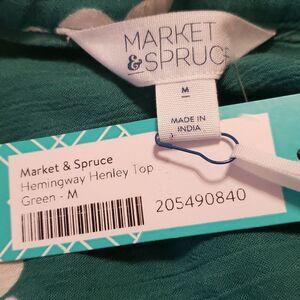 MARKET
& SPRUCE
M
MADE IN
INDIA
Market & Spruce
Hemingway Henley Top
Green - M
205490840